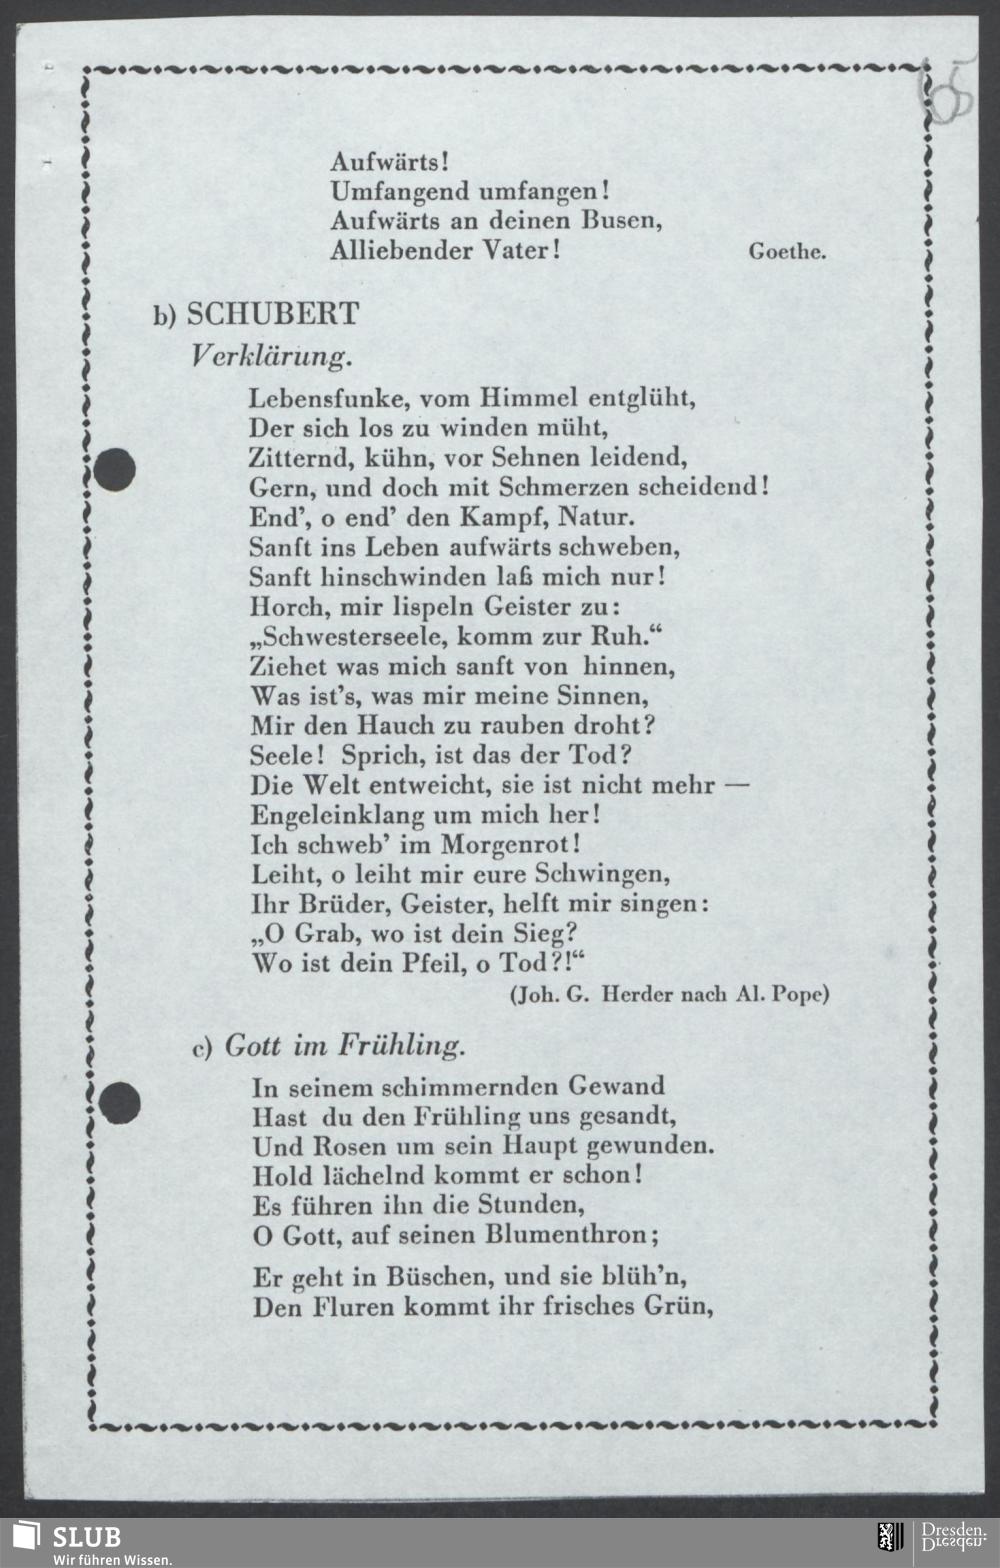 65
Aufwärts!
Umfangend umfangen!
Aufwärts an deinen Busen,
Alliebender Vater! Goethe.
b) SCHUBERT
Verklärung.
Lebensfunke, vom Himmel entglüht,
Der sich los zu winden müht,
Zitternd, kühn, vor Sehnen leidend,
Gern, und doch mit Schmerzen scheidend!
End’, o end’ den Kampf, Natur.
Sanft ins Leben aufwärts schweben,
Sanft hinschwinden laß mich nur!
Horch, mir lispeln Geister zu:
„Schwesterseele, komm zur Ruh.“
Ziehet was mich sanft von hinnen,
Was ist's, was mir meine Sinnen,
Mir den Hauch zu rauben droht?
Seele! Sprich, ist das der Tod?
Die Welt entweicht, sie ist nicht mehr —
Engeleinklang um mich her!
Ich schweb’ im Morgenrot!
Leiht, o leiht mir eure Schwingen,
Ihr Brüder, Geister, helft mir singen:
„O Grab, wo ist dein Sieg?
Wo ist dein Pfeil, o Tod?!“
(Joh. G. Herder nach Al. Pope)
c) Gott im Frühling.
In seinem schimmernden Gewand
Hast du den Frühling uns gesandt,
Und Rosen um sein Haupt gewunden.
Hold lächelnd kommt er schon!
Es führen ihn die Stunden,
O Gott, auf seinen Blumenthron;
Er geht in Büschen, und sie blüh’n,
Den Fluren kommt ihr frisches Grün,
SLUB
Wir führen Wissen.
Dresden.
Dresden.